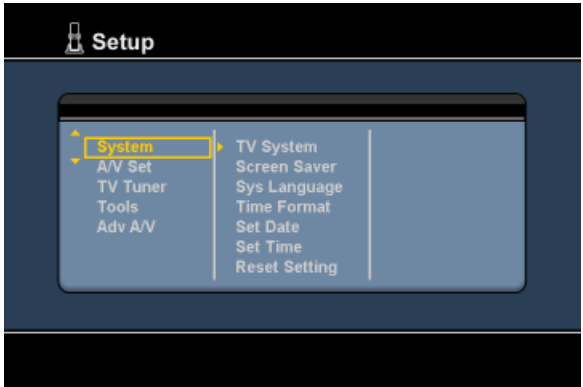 Setup
System
A/V Set
TV Tuner
Tools
Adv A/V
TV System
Screen Saver
Sys Language
Time Format
Set Date
Set Time
Reset Setting